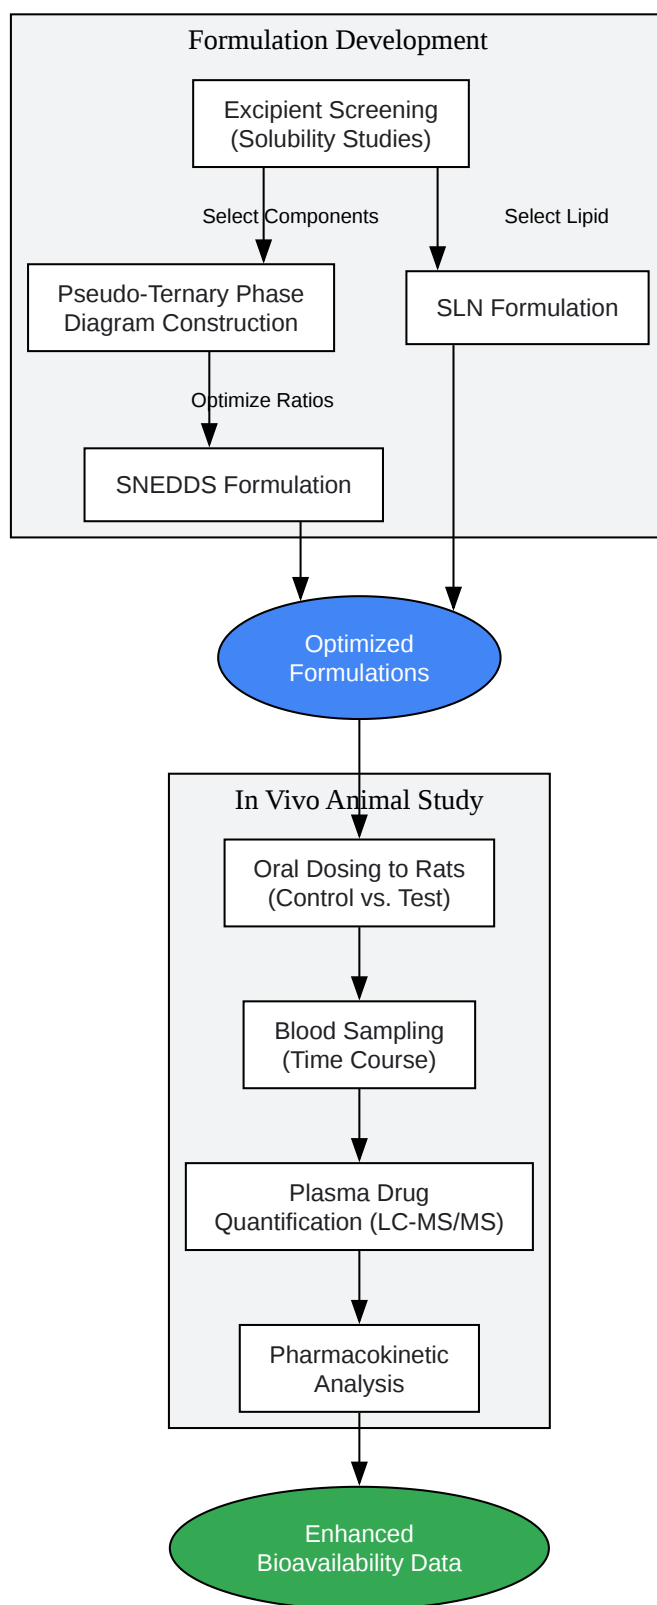 Formulation Development
Excipient Screening
(Solubility Studies)
Select Components
Select Lipid
Pseudo-Ternary Phase
Diagram Construction
SLN Formulation
Optimize Ratios
SNEDDS Formulation
Optimized
Formulations
In Vivo Animal Study
Oral Dosing to Rats
(Control vs. Test)
Blood Sampling
(Time Course)
Plasma Drug
Quantification (LC-MS/MS)
Pharmacokinetic
Analysis
Enhanced
Bioavailability Data